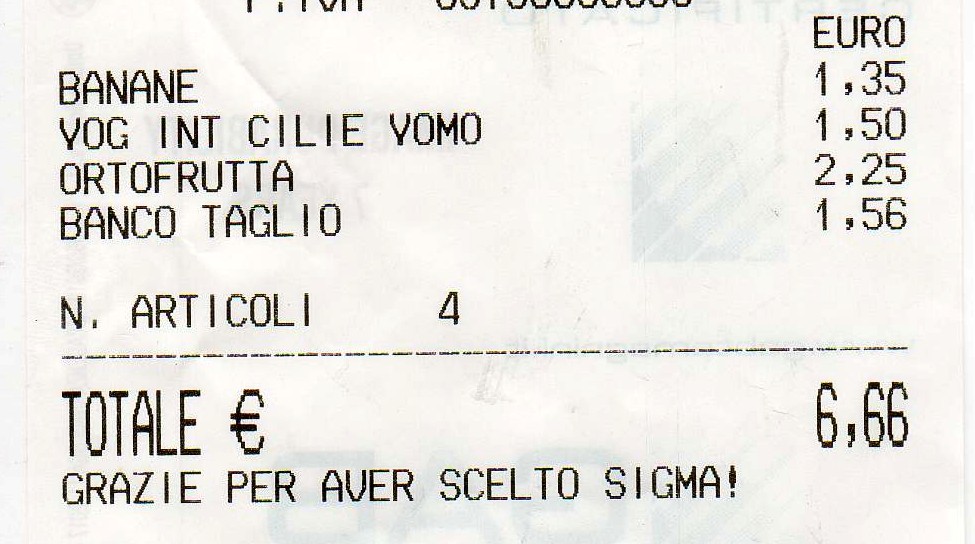 P.IVA
EURO
BANANE 1,35
YOG INT CILIE YOMO 1,50
ORTOFRUTTA 2,25
BANCO TAGLIO 1,56
N. ARTICOLI 4
TOTALE € 6,66
GRAZIE PER AVER SCELTO SIGMA!